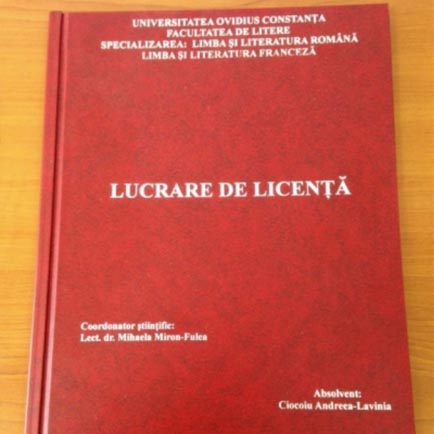 UNIVERSITATEA OVIDIUS CONSTANȚA
FACULTATEA DE LITERE
SPECIALIZAREA: LIMBA ȘI LITERATURA ROMÂNĂ
LIMBA ȘI LITERATURA FRANCEZĂ
LUCRARE DE LICENȚĂ
Coordonator științific:
Lect. dr. Mihaela Miron-Fulea
Absolvent:
Ciocoiu Andreea-Lavinia